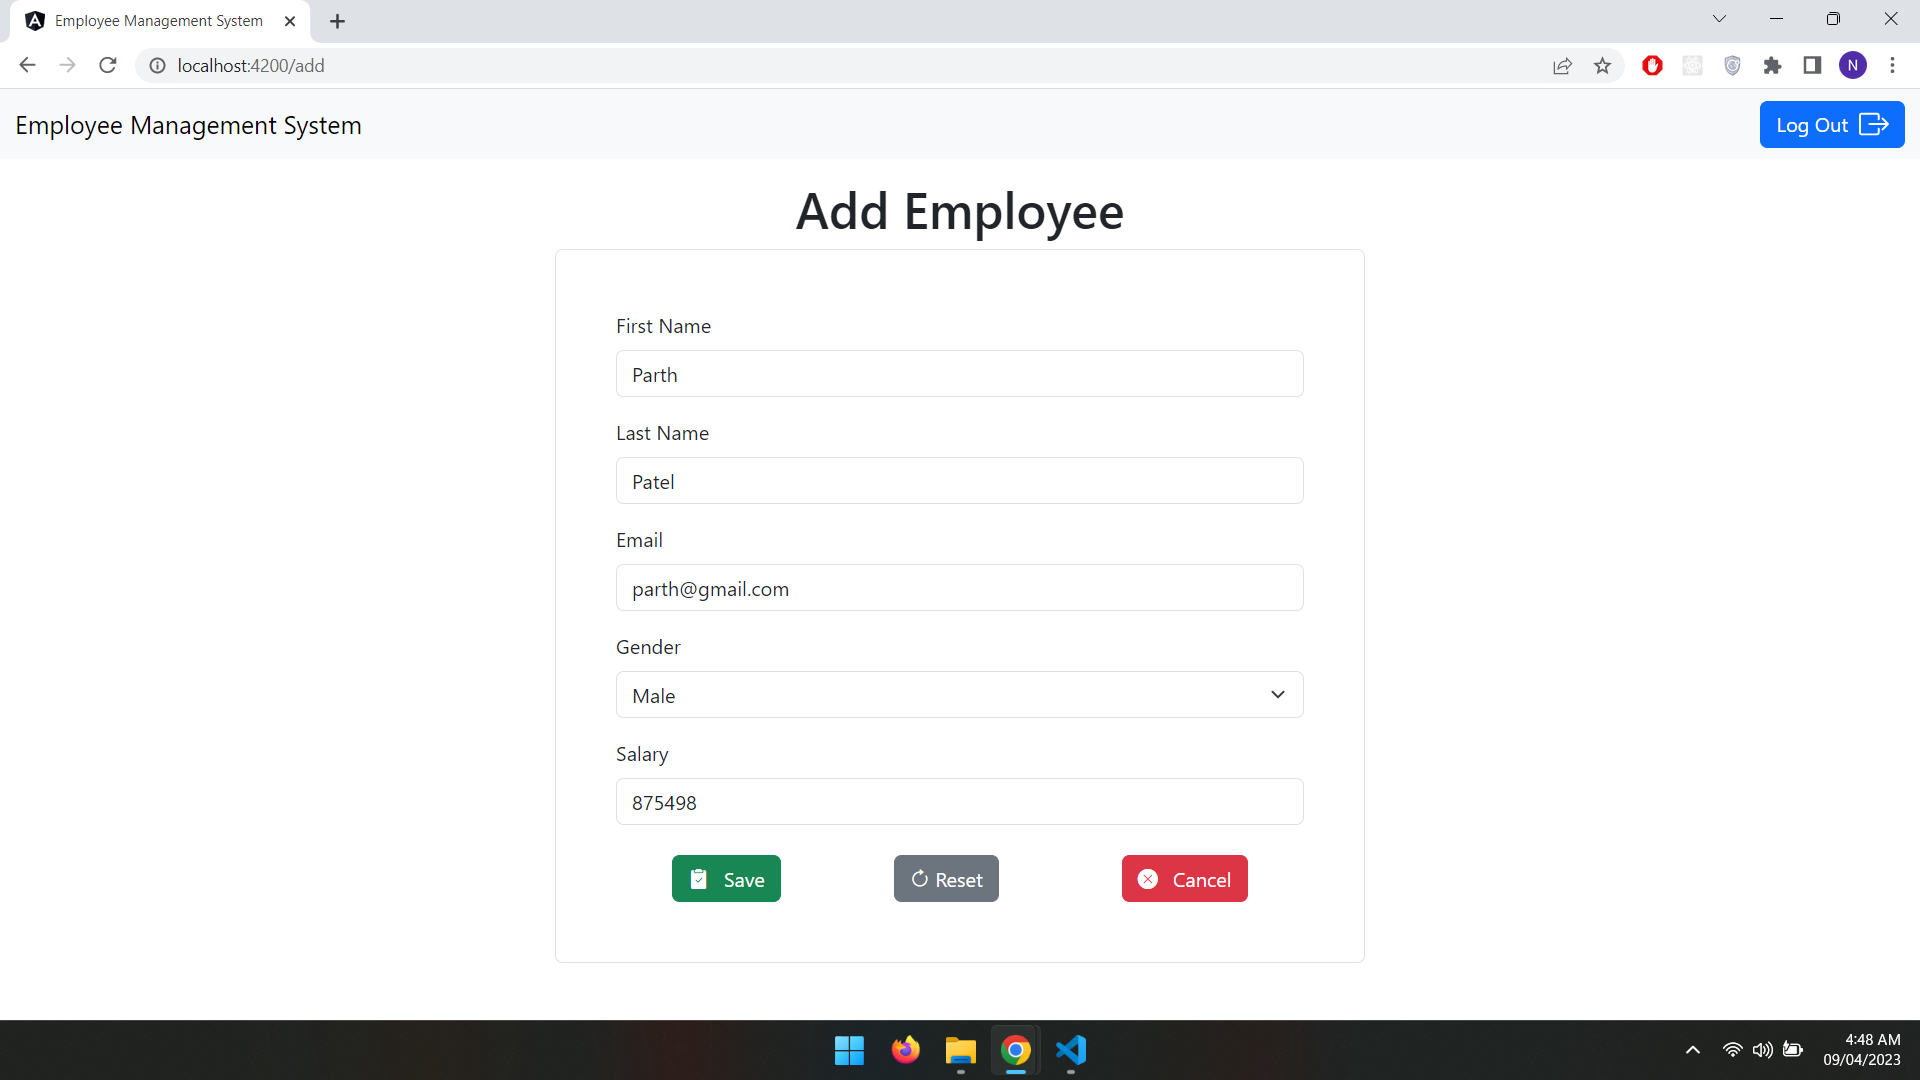 Employee Management System
localhost:4200/add
N
Employee Management System
Log Out
Add Employee
First Name
Parth
Last Name
Patel
Email
parth@gmail.com
Gender
Male
Salary
875498
Save
Reset
Cancel
4:48 AM
09/04/2023